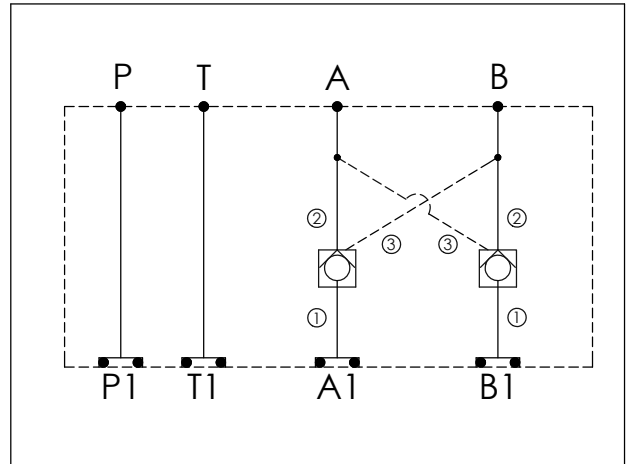 P T A B
② ②
③ ③
① ①
P1 T1 A1 B1